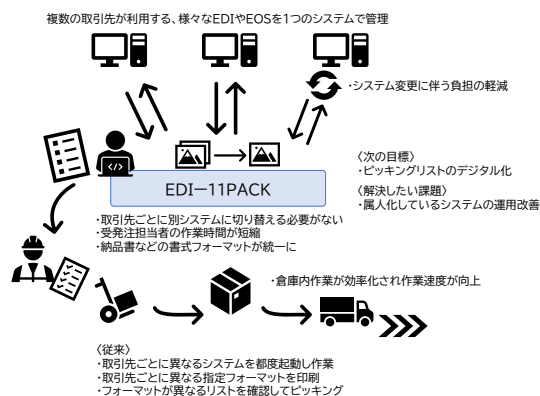 複数の取引先が利用する、様々なEDIやEOSを1つのシステムで管理
・システム変更に伴う負担の軽減
〈次の目標〉
・ピッキングリストのデジタル化
〈解決したい課題〉
・属人化しているシステムの運用改善
</>
EDIー11PACK
・取引先ごとに別システムに切り替える必要がない
・受発注担当者の作業時間が短縮
・納品書などの書式フォーマットが統一に
・倉庫内作業が効率化され作業速度が向上
〈従来〉
・取引先ごとに異なるシステムを都度起動し作業
・取引先ごとに異なる指定フォーマットを印刷
・フォーマットが異なるリストを確認してピッキング